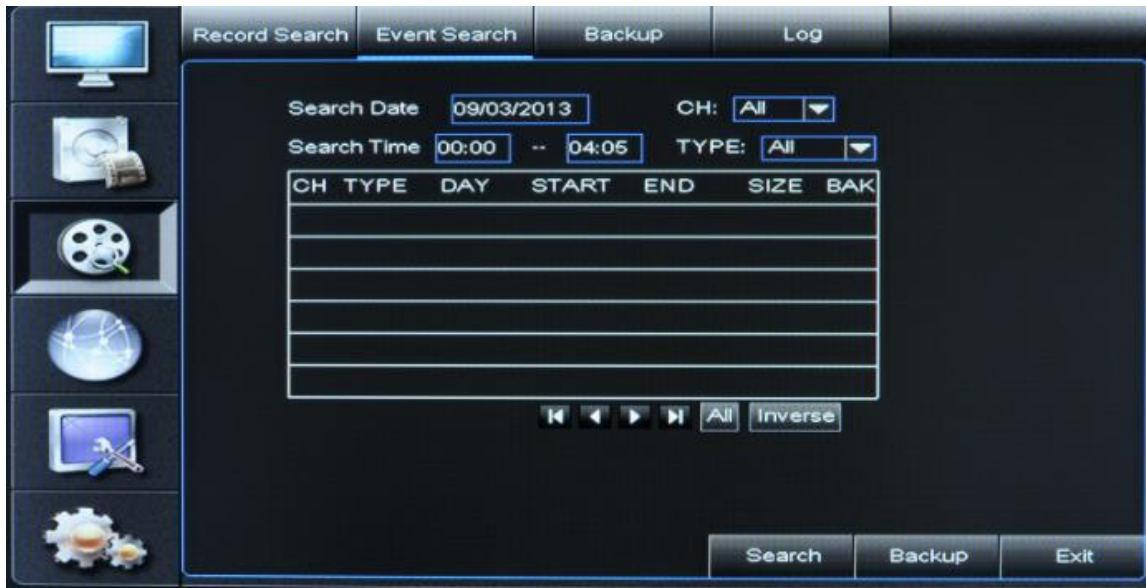 Record Search Event Search Backup Log
Search Date 09/03/2013 CH: All
Search Time 00:00 -- 04:05 TYPE: All
CH TYPE DAY START END SIZE BAK
All Inverse
Search Backup Exit